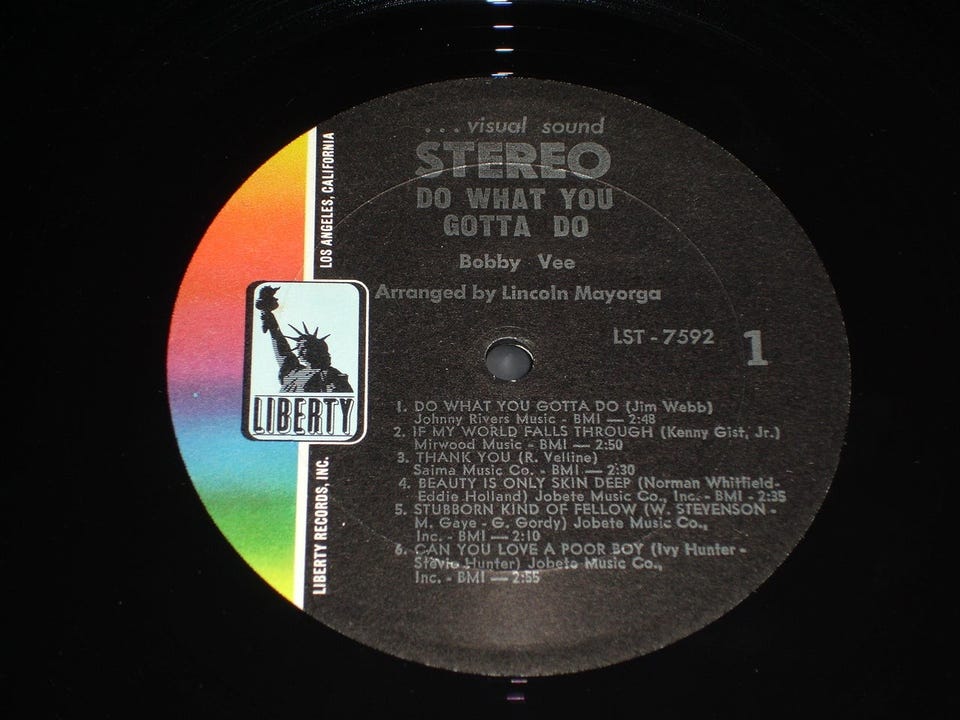 ... visual sound
STEREO
DO WHAT YOU
GOTTA DO
Bobby Vee
Arranged by Lincoln Mayorga
LST - 7592
1
1. DO WHAT YOU GOTTA DO (Jim Webb)
Johnny Rivers Music - BMI — 2:48
2. IF MY WORLD FALLS THROUGH (Kenny Gist, Jr.)
Mirwood Music - BMI — 2:50
3. THANK YOU (R. Velline)
Saima Music Co. - BMI — 2:30
4. BEAUTY IS ONLY SKIN DEEP (Norman Whitfield-
Eddie Holland) Jobete Music Co., Inc. - BMI - 2:35
5. STUBBORN KIND OF FELLOW (W. STEVENSON -
M. Gaye - G. Gordy) Jobete Music Co.,
Inc. - BMI — 2:10
6. CAN YOU LOVE A POOR BOY (Ivy Hunter -
Stevie Hunter) Jobete Music Co.,
Inc. - BMI — 2:55
LIBERTY
LIBERTY RECORDS, INC.
LOS ANGELES, CALIFORNIA